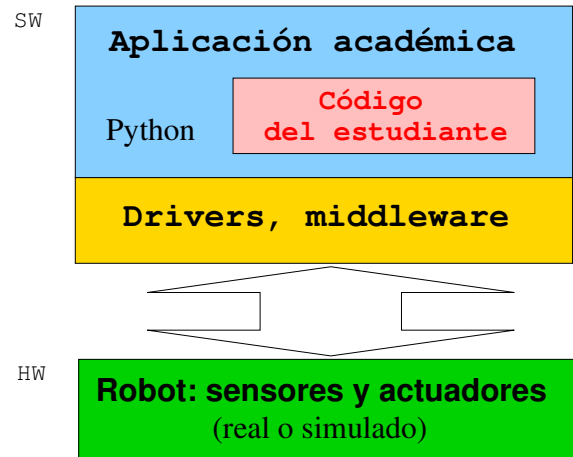 SW
Aplicación académica
Código
Python
del estudiante
Drivers, middleware
HW
Robot: sensores y actuadores
(real o simulado)